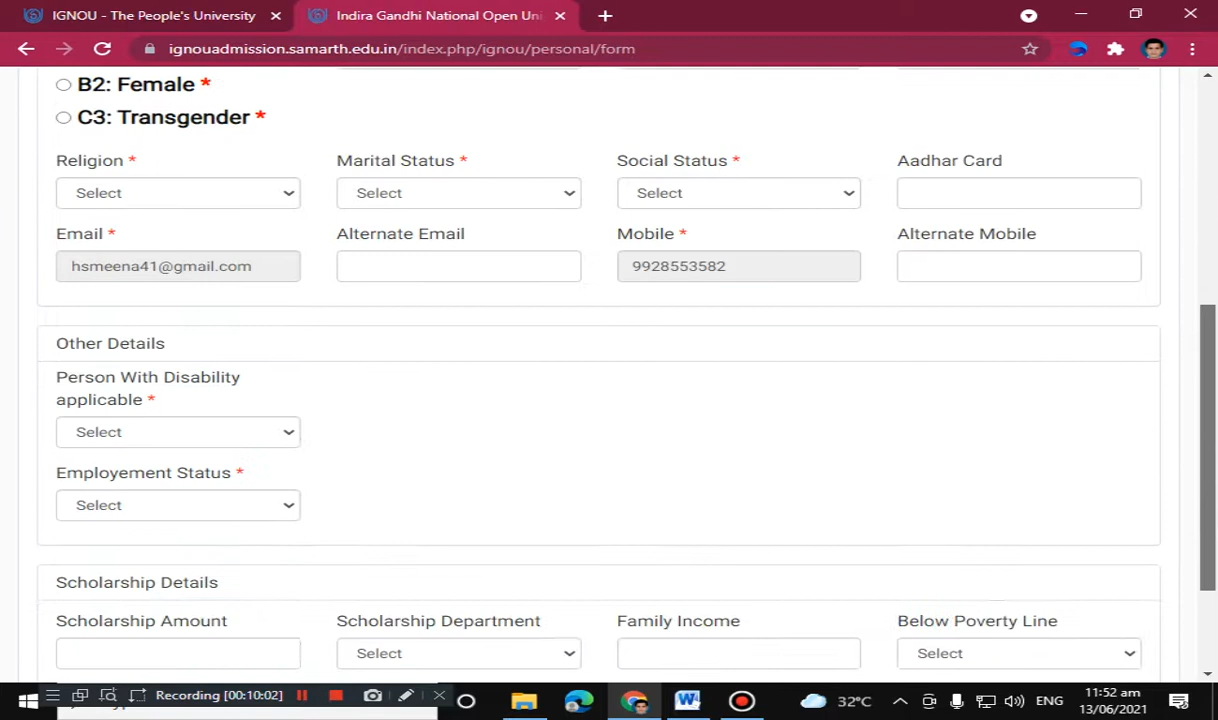 IGNOU - The People's University
Indira Gandhi National Open Uni
ignouadmission.samarth.edu.in/index.php/ignou/personal/form
B2: Female *
C3: Transgender *
Religion * Marital Status * Social Status * Aadhar Card
Select Select Select
Email * Alternate Email Mobile * Alternate Mobile
hsmeena41@gmail.com 9928553582
Other Details
Person With Disability
applicable *
Select
Employement Status *
Select
Scholarship Details
Scholarship Amount Scholarship Department Family Income Below Poverty Line
Select Select
Recording [00:10:02]
32°C
ENG
11:52 am
13/06/2021